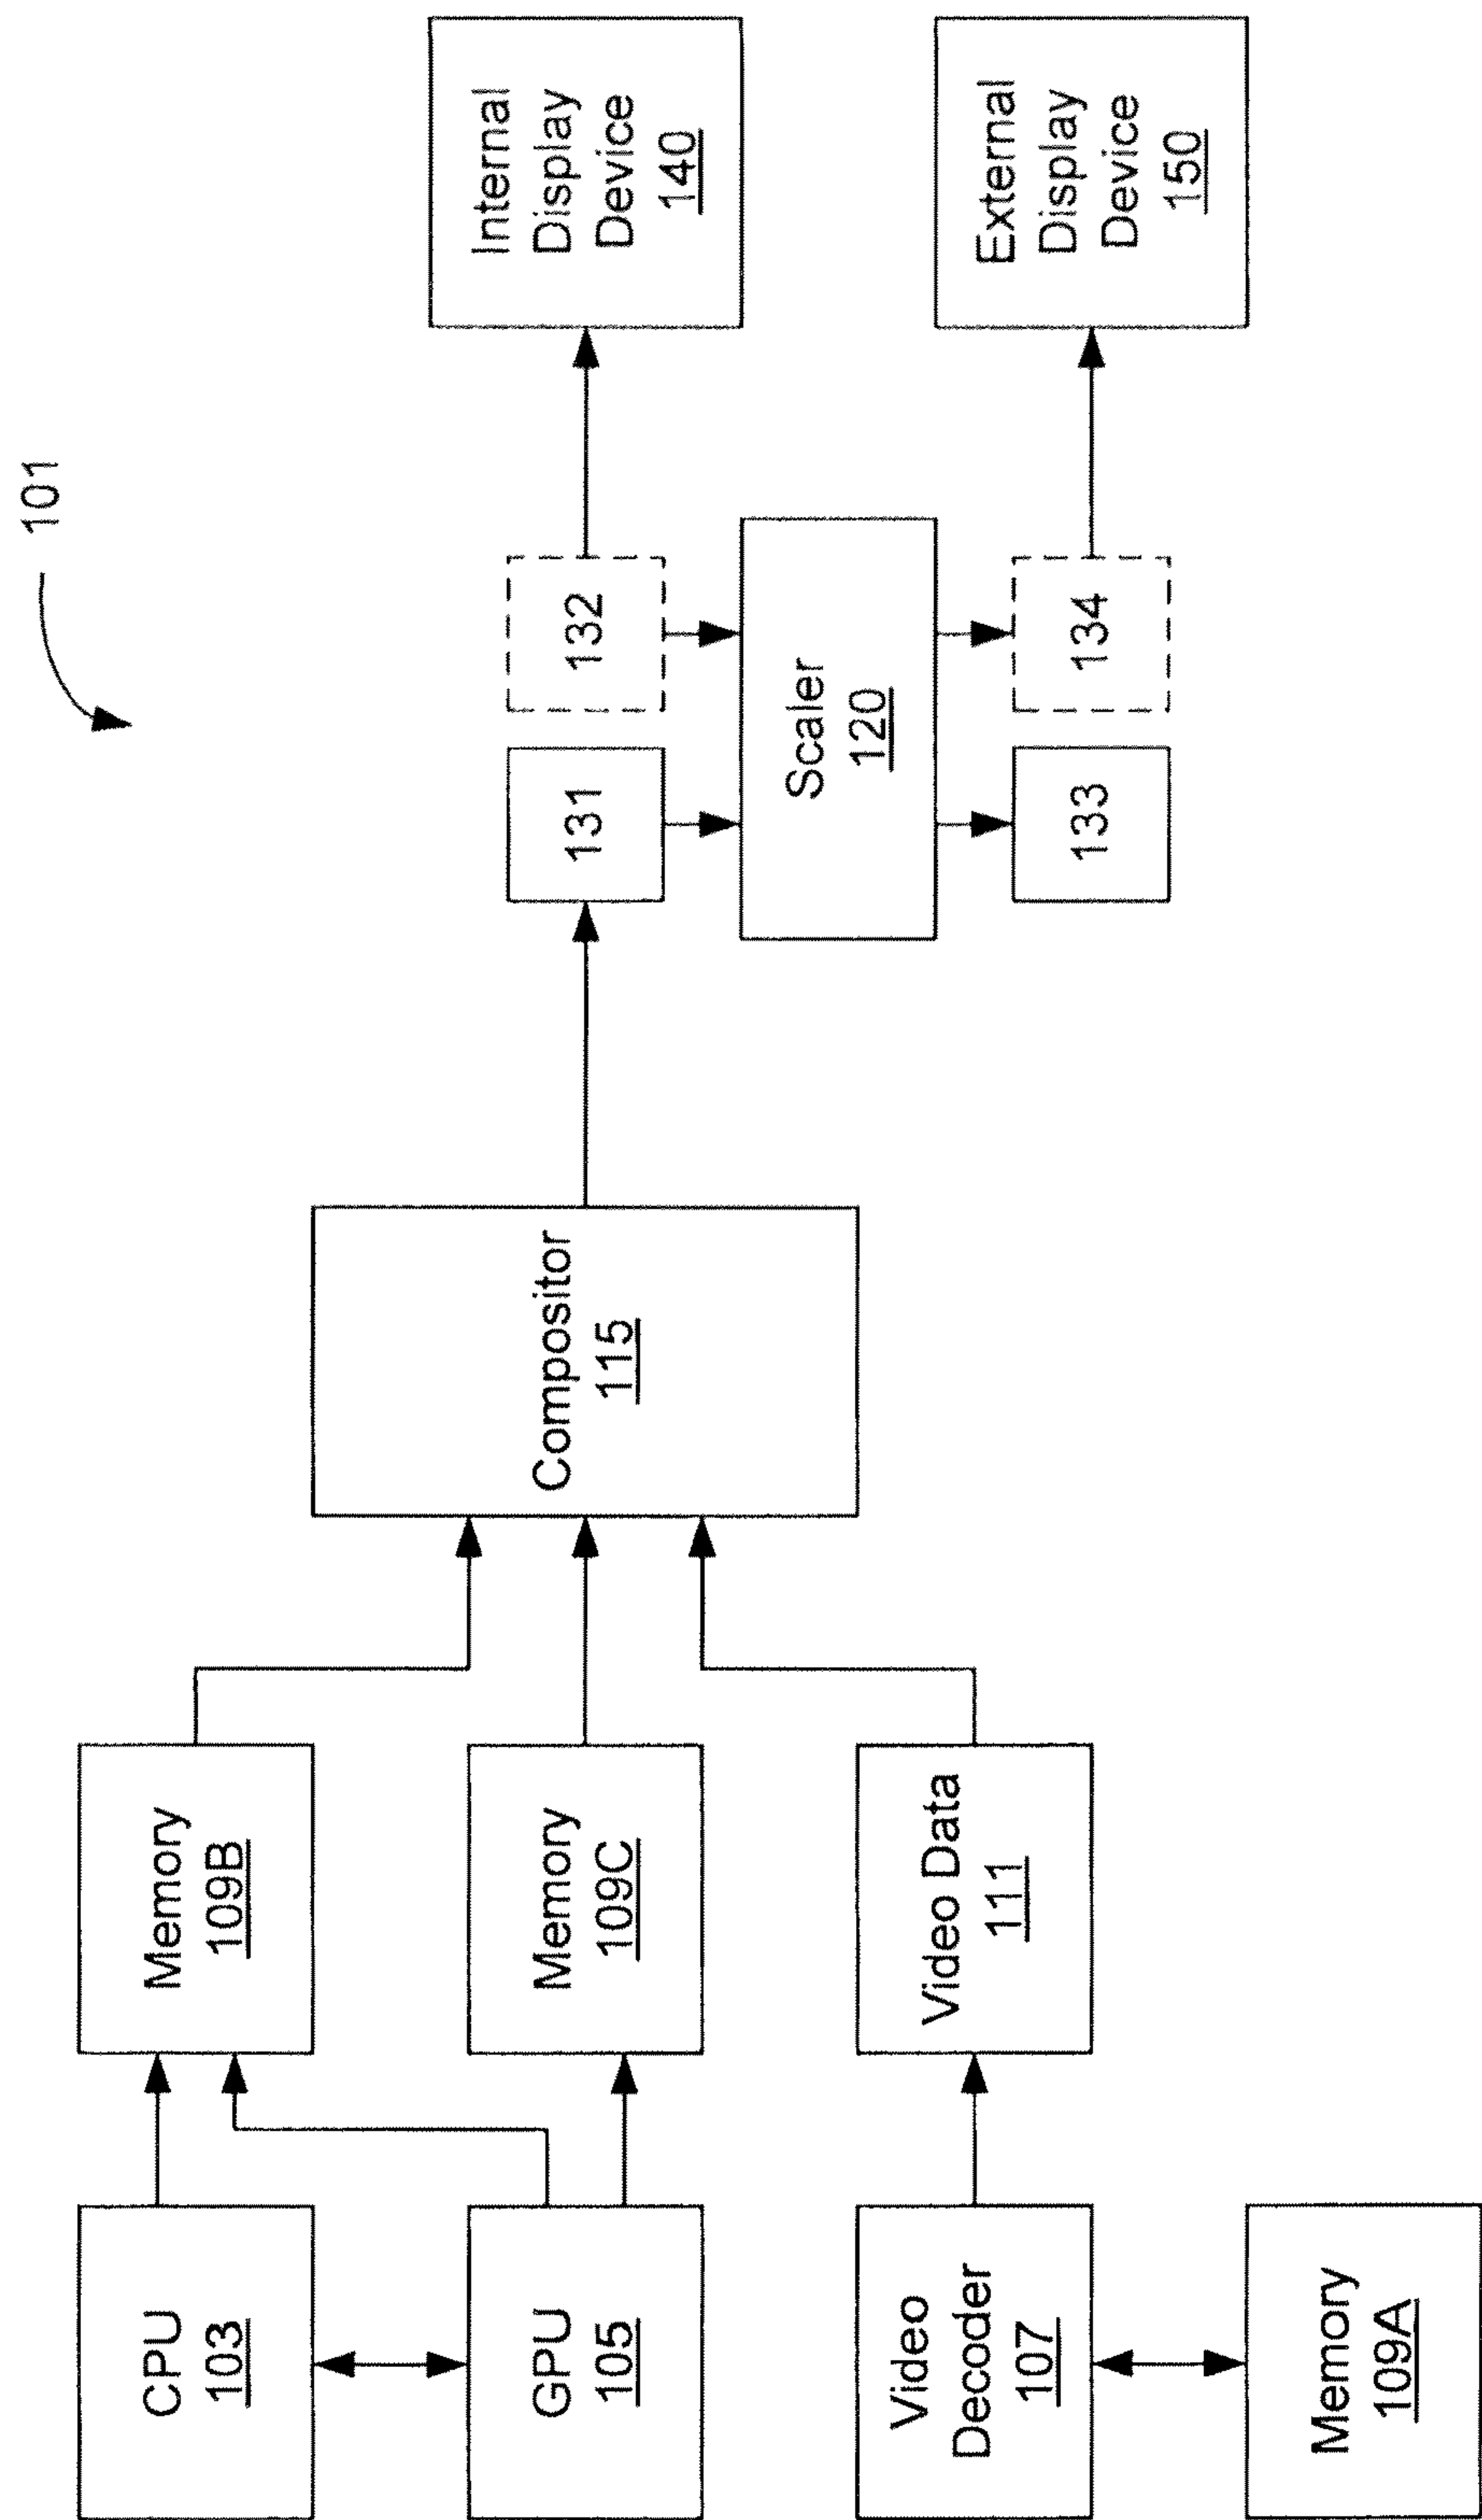 101
CPU
103
GPU
105
Video
Decoder
107
Memory
109A
Memory
109B
Memory
109C
Video Data
111
Compositor
115
131
132
Scaler
120
133
134
Internal
Display
Device
140
External
Display
Device
150